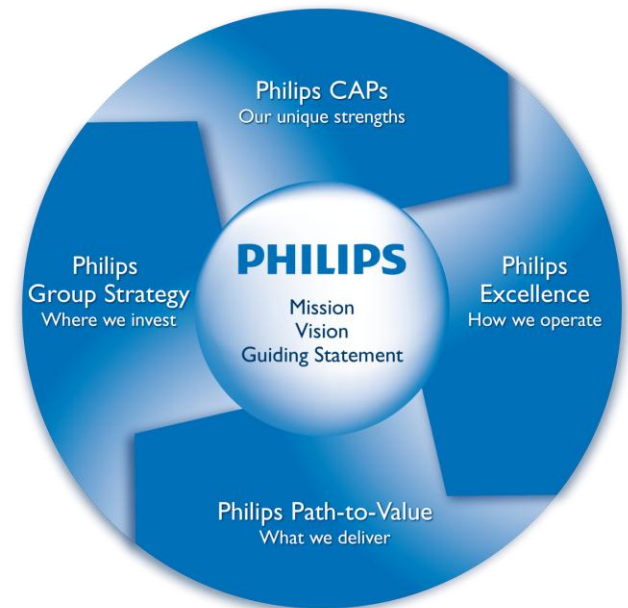 Philips CAPs
Our unique strengths
Philips
Group Strategy
Where we invest
PHILIPS
Mission
Vision
Guiding Statement
Philips
Excellence
How we operate
Philips Path-to-Value
What we deliver